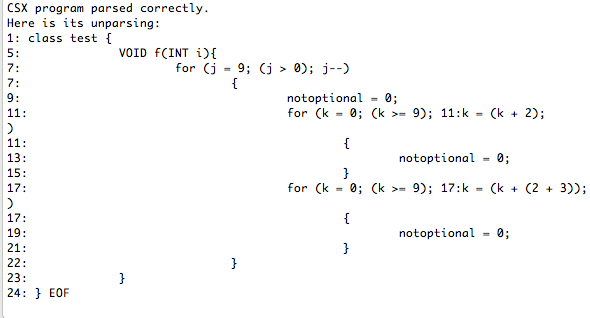 CSX program parsed correctly.
Here is its unparsing:
1: class test {
5: VOID f(INT i){
7: for (j = 9; (j > 0); j--)
7: {
9: notoptional = 0;
11: for (k = 0; (k >= 9); 11:k = (k + 2);
)
11: {
13: notoptional = 0;
15: }
17: for (k = 0; (k >= 9); 17:k = (k + (2 + 3));
)
17: {
19: notoptional = 0;
21: }
22: }
23: }
24: } EOF